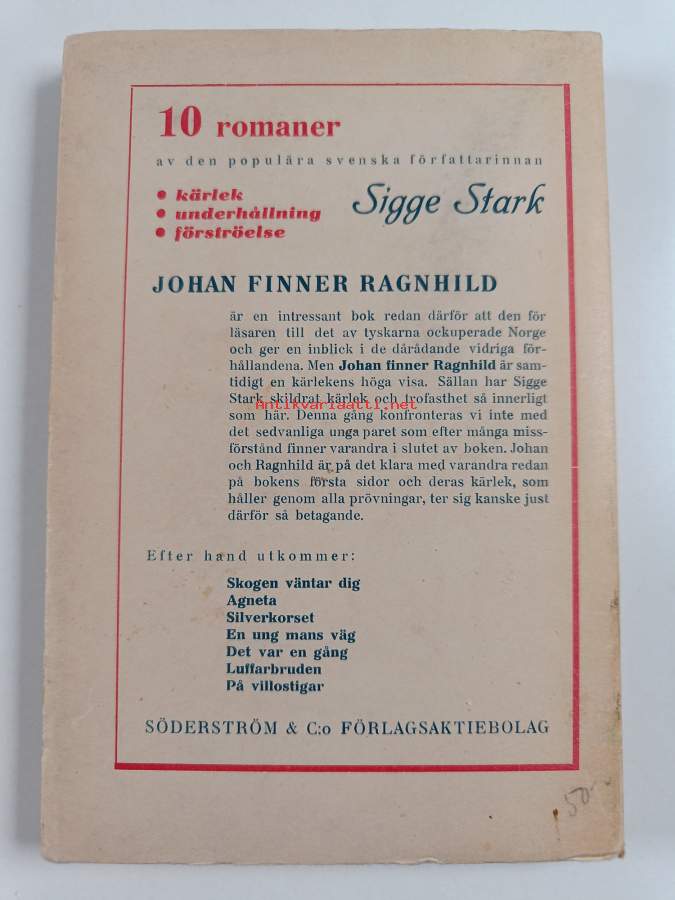 10 romaner
av den populära svenska författarinnan
• kärlek
• underhållning
• förströelse
Sigge Stark
JOHAN FINNER RAGNHILD
är en intressant bok redan därför att den för
läsaren till det av tyskarna ockuperade Norge
och ger en inblick i de dårådande vidriga för-
hållandena. Men Johan finner Ragnhild är sam-
tidigt en kärlekens höga visa. Sällan har Sigge
Stark skildrat kärlek och trofasthet så innerligt
Antikvariaatti.net
som här. Denna gång konfronteras vi inte med
det sedvanliga unga paret som efter många miss-
förstånd finner varandra i slutet av boken. Johan
och Ragnhild är på det klara med varandra redan
på bokens första sidor och deras kärlek, som
håller genom alla prövningar, ter sig kanske just
därför så betagande.
Efter hand utkommer:
Skogen väntar dig
Agneta
Silverkorset
En ung mans väg
Det var en gång
Luffarbruden
På villostigar
SÖDERSTRÖM & C:o FÖRLAGSAKTIEBOLAG
50-